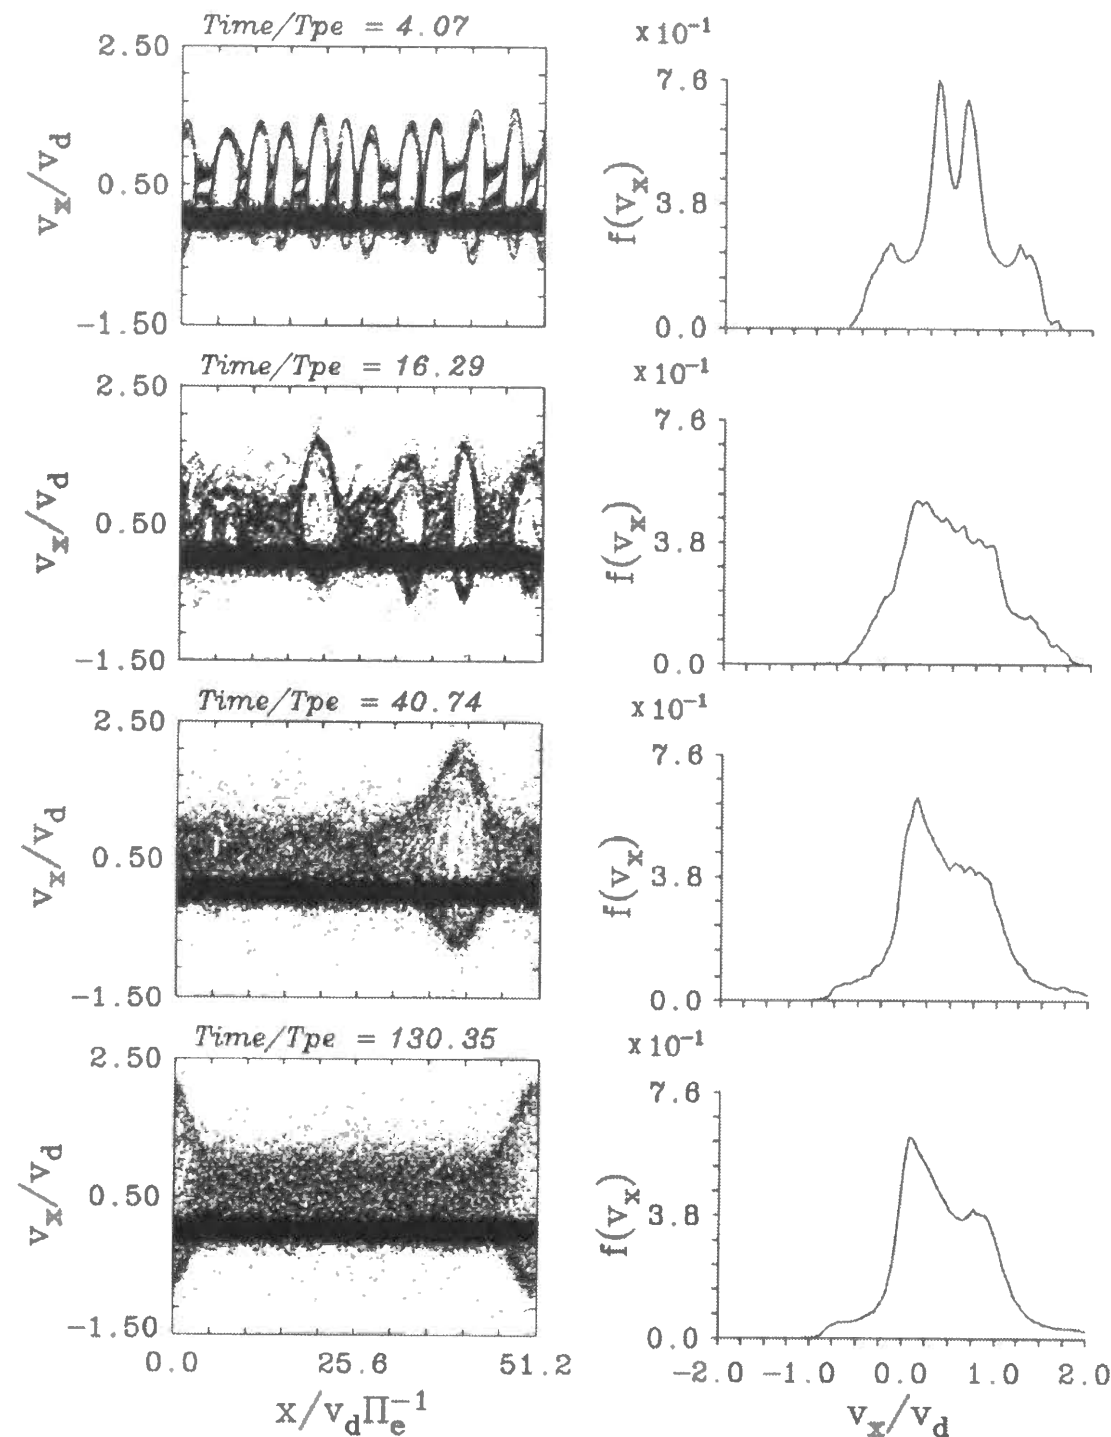 Time/Tpe = 4.07
x 10⁻¹
2.50
v_x/v_d
0.50
-1.50
7.6
f(v_x)
3.8
0.0
Time/Tpe = 16.29
x 10⁻¹
2.50
v_x/v_d
0.50
-1.50
7.6
f(v_x)
3.8
0.0
Time/Tpe = 40.74
x 10⁻¹
2.50
v_x/v_d
0.50
-1.50
7.6
f(v_x)
3.8
0.0
Time/Tpe = 130.35
x 10⁻¹
2.50
v_x/v_d
0.50
-1.50
7.6
f(v_x)
3.8
0.0
0.0 25.6 51.2
x/v_dΠ_e⁻¹
-2.0 -1.0 0.0 1.0 2.0
v_x/v_d